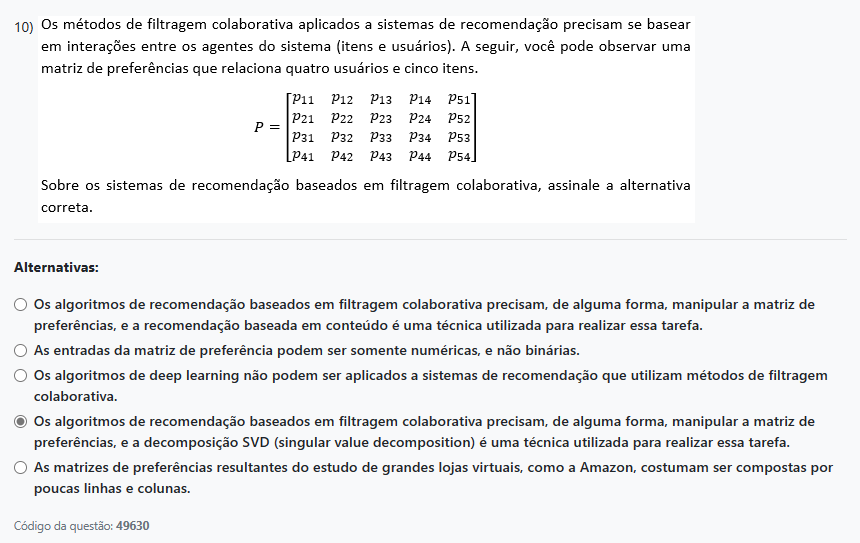 10) Os métodos de filtragem colaborativa aplicados a sistemas de recomendação precisam se basear
em interações entre os agentes do sistema (itens e usuários). A seguir, você pode observar uma
matriz de preferências que relaciona quatro usuários e cinco itens.
p11 p12 p13 p14 p51
p21 p22 p23 p24 p52
P =
p31 p32 p33 p34 p53
p41 p42 p43 p44 p54
Sobre os sistemas de recomendação baseados em filtragem colaborativa, assinale a alternativa
correta.
Alternativas:
Os algoritmos de recomendação baseados em filtragem colaborativa precisam, de alguma forma, manipular a matriz de
preferências, e a recomendação baseada em conteúdo é uma técnica utilizada para realizar essa tarefa.
As entradas da matriz de preferência podem ser somente numéricas, e não binárias.
Os algoritmos de deep learning não podem ser aplicados a sistemas de recomendação que utilizam métodos de filtragem
colaborativa.
Os algoritmos de recomendação baseados em filtragem colaborativa precisam, de alguma forma, manipular a matriz de
preferências, e a decomposição SVD (singular value decomposition) é uma técnica utilizada para realizar essa tarefa.
As matrizes de preferências resultantes do estudo de grandes lojas virtuais, como a Amazon, costumam ser compostas por
poucas linhas e colunas.
Código da questão: 49630